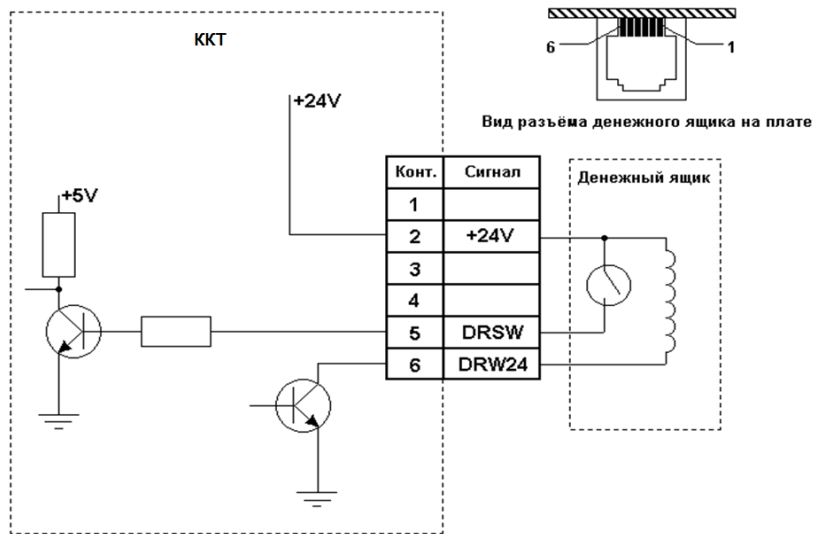 ККТ
6
1
Вид разъёма денежного ящика на плате
+24V
+5V
Конт. Сигнал
1
2 +24V
3
4
5 DRSW
6 DRW24
Денежный ящик